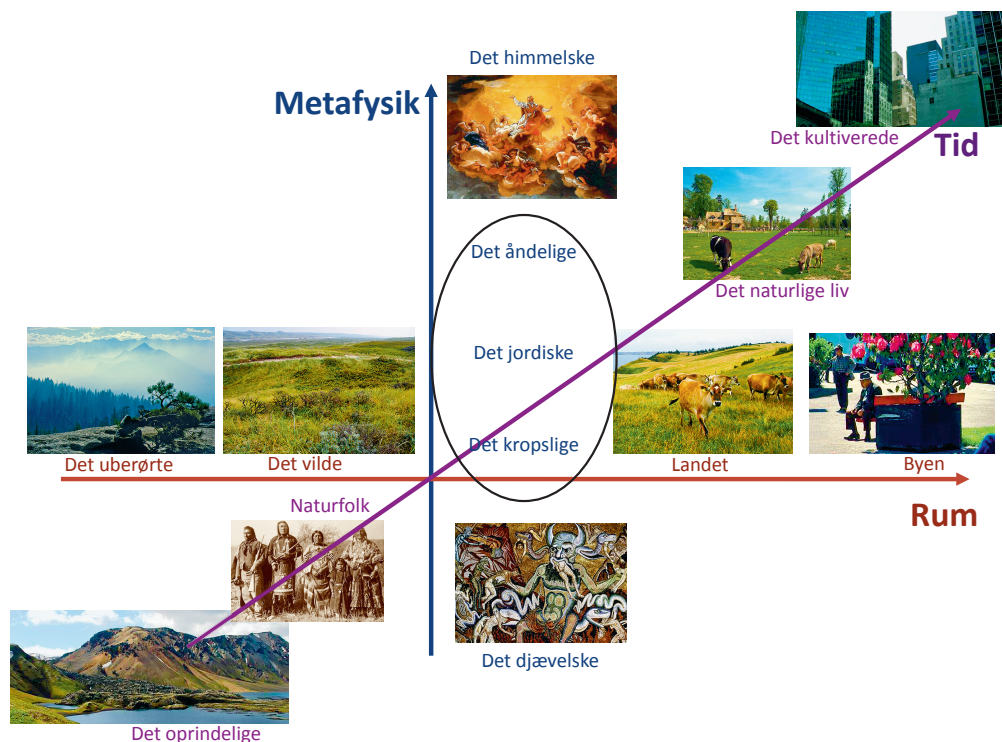 Det himmelske
Metafysik
Det kultiverede
Tid
Det åndelige
Det naturlige liv
Det jordiske
Det kropslige
Det uberørte
Det vilde
Landet
Byen
Naturfolk
Rum
Det djævelske
Det oprindelige